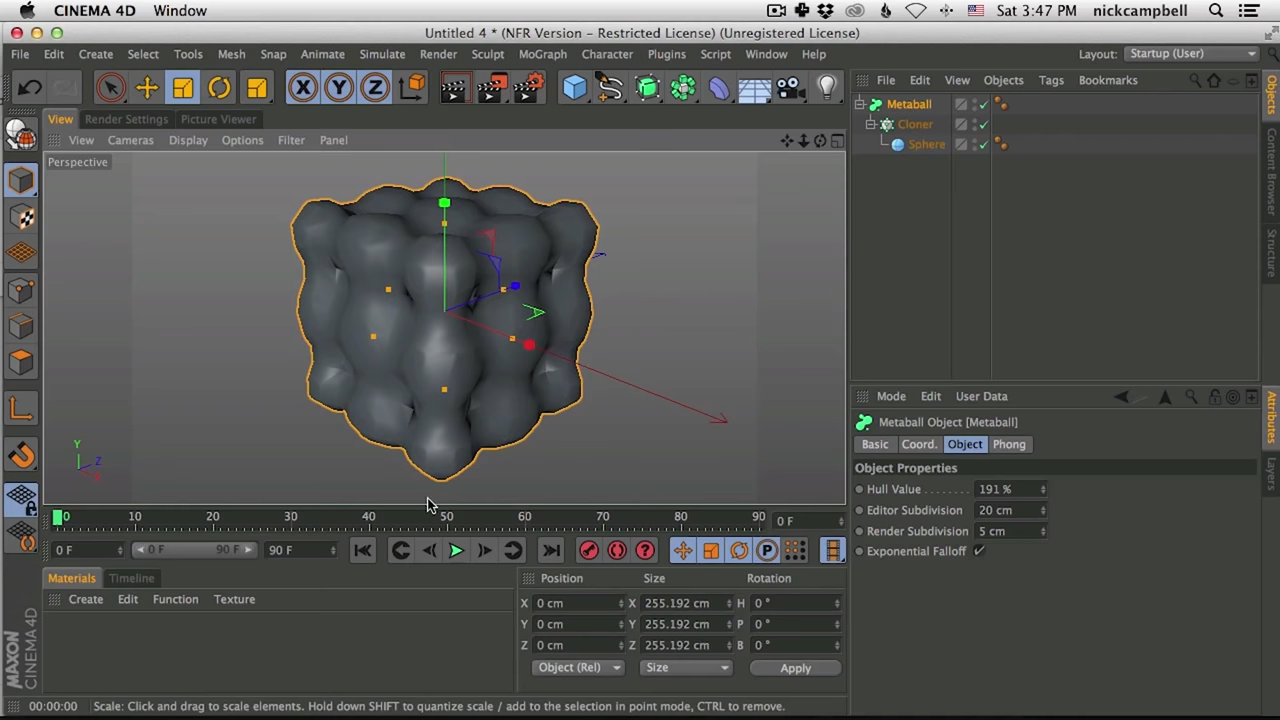 CINEMA 4D Window Sat 3:47 PM nickcampbell
Untitled 4 * (NFR Version - Restricted License) (Unregistered License)
File Edit Create Select Tools Mesh Snap Animate Simulate Render Sculpt MoGraph Character Plugins Script Window Help Layout: Startup (User)
X Y Z
File Edit View Objects Tags Bookmarks
View Render Settings Picture Viewer
View Cameras Display Options Filter Panel
Perspective
Metaball
Cloner
Sphere
Objects
Content Browser
Structure
Mode Edit User Data
Metaball Object [Metaball]
Basic Coord. Object Phong
Object Properties
Hull Value 191 %
Editor Subdivision 20 cm
Render Subdivision 5 cm
Exponential Falloff
Attributes
Layers
Y
Z
X
0 10 20 30 40 50 60 70 80 90 0 F
0 F 0 F 90 F 90 F P
Materials Timeline
Create Edit Function Texture
Position Size Rotation
X 0 cm X 255.192 cm H 0 °
Y 0 cm Y 255.192 cm P 0 °
Z 0 cm Z 255.192 cm B 0 °
Object (Rel) Size Apply
MAXON
CINEMA 4D
00:00:00 Scale: Click and drag to scale elements. Hold down SHIFT to quantize scale / add to the selection in point mode, CTRL to remove.